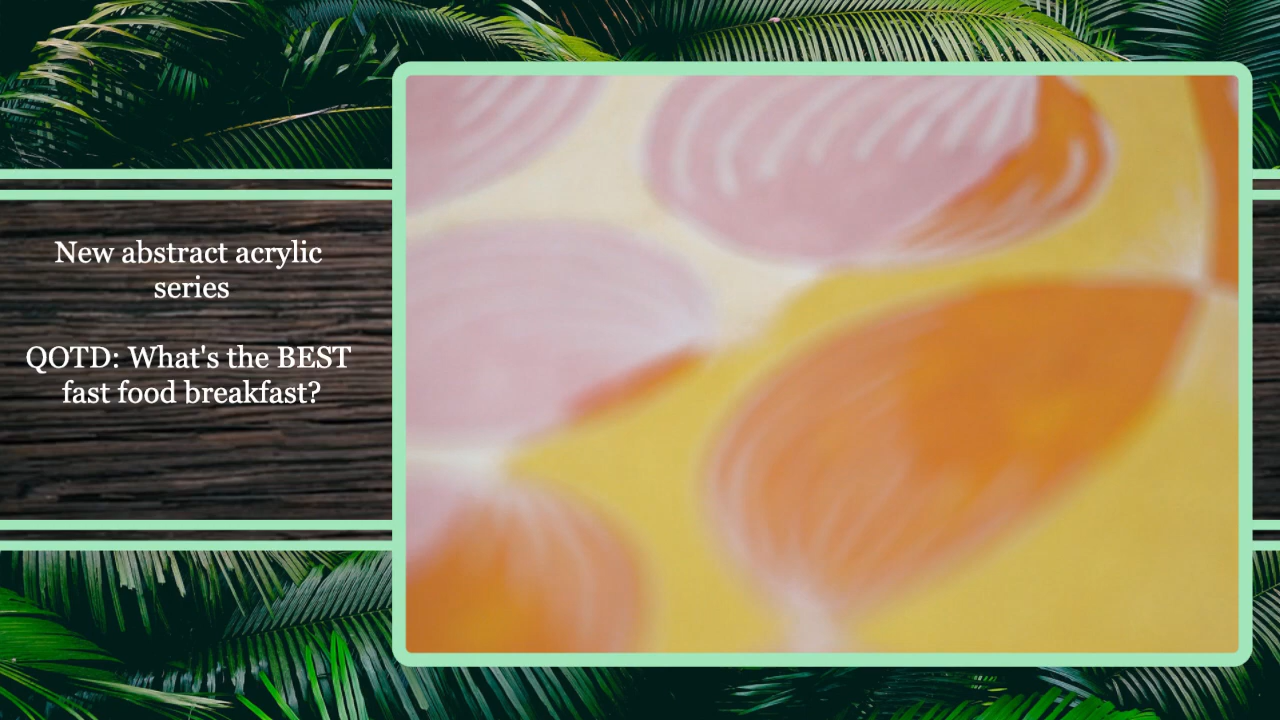 New abstract acrylic
series
QOTD: What's the BEST
fast food breakfast?